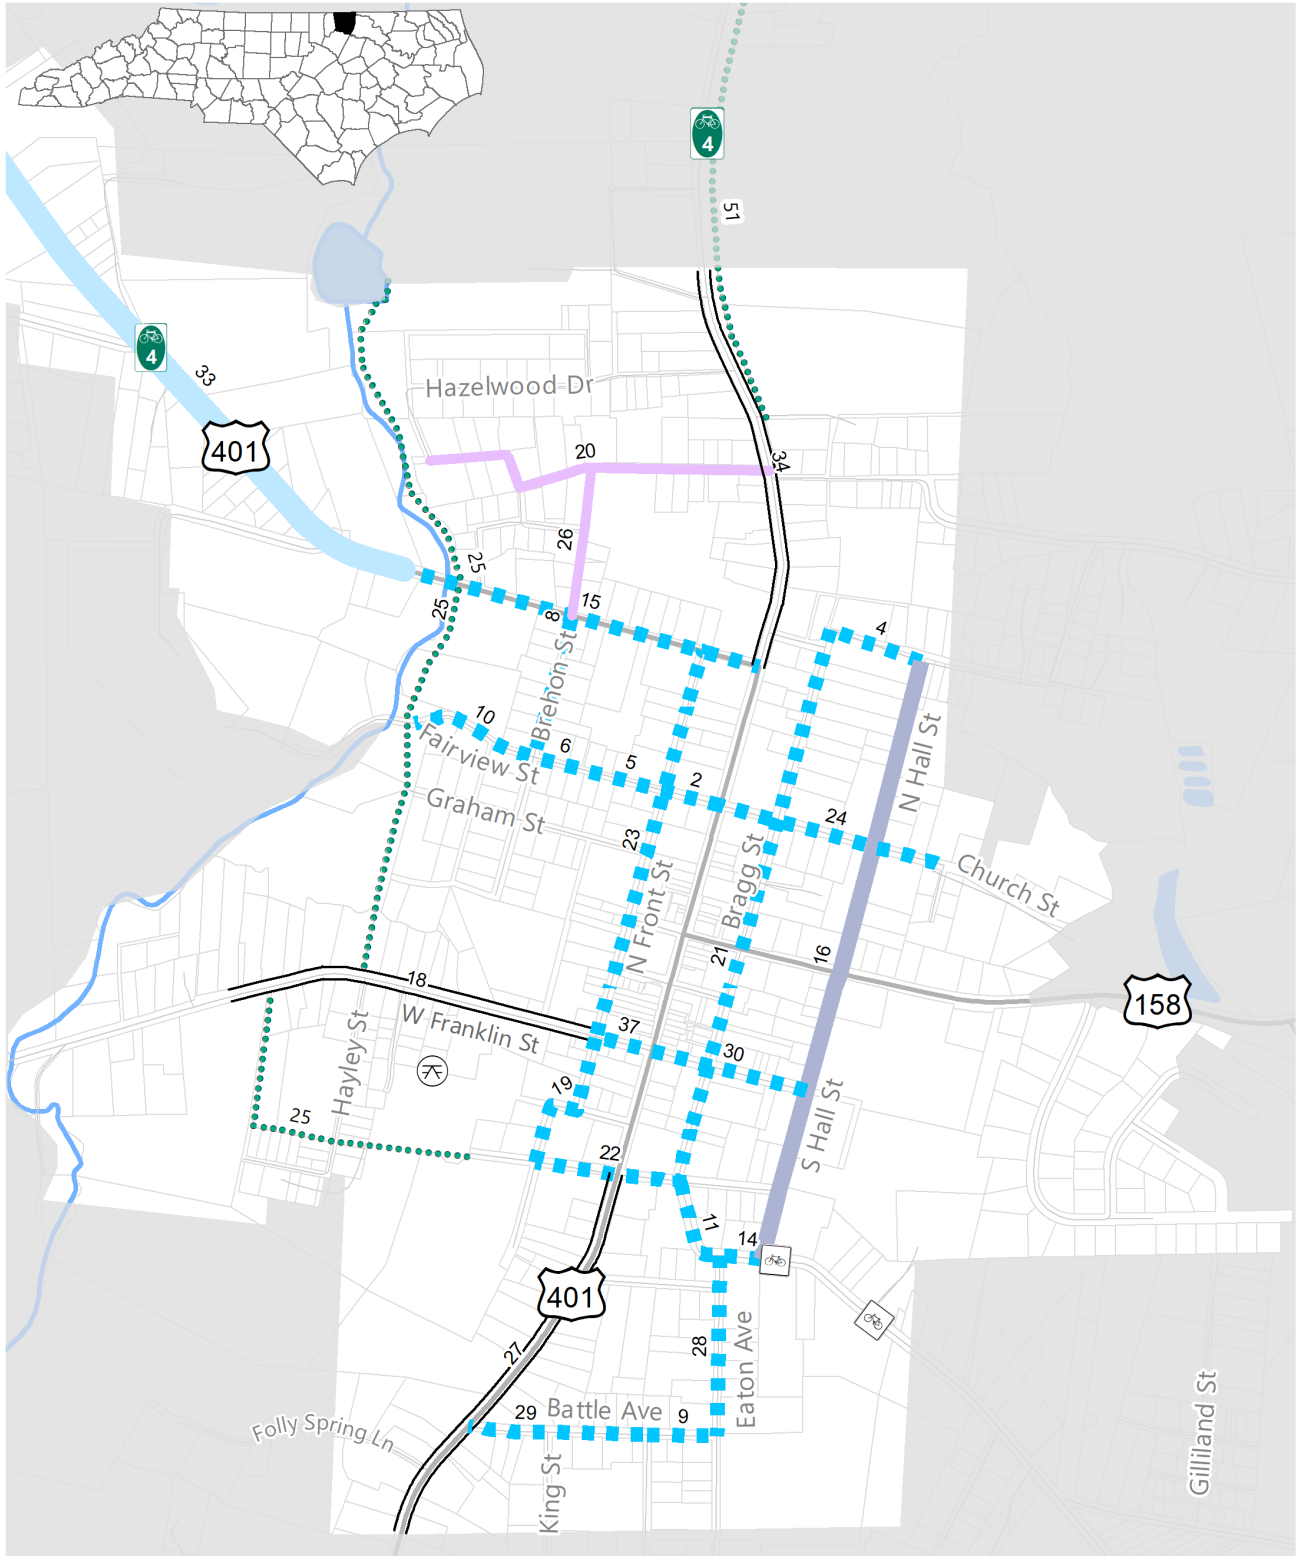 4
51
4
33
401
Hazelwood Dr
20
34
26
25
25
15
8
4
Brehon St
10
6
5
2
Fairview St
N Hall St
Graham St
23
24
Bragg St
Church St
N Front St
21
16
18
158
W Franklin St
37
30
Hayley St
19
25
22
S Hall St
11
14
401
27
28
Eaton Ave
29
Battle Ave
9
Folly Spring Ln
King St
Gilliland St